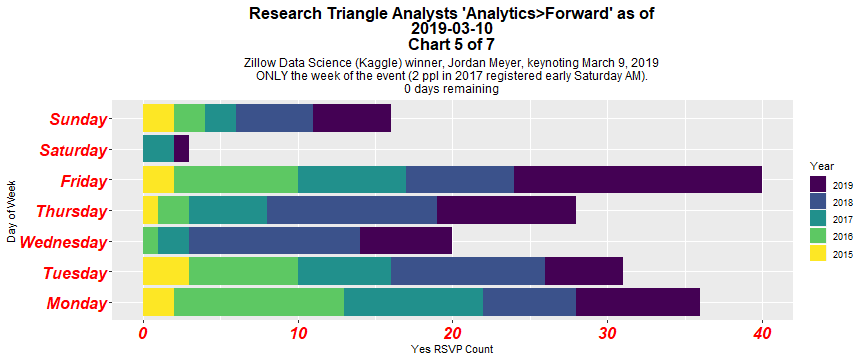 Research Triangle Analysts 'Analytics>Forward' as of
2019-03-10
Chart 5 of 7
Zillow Data Science (Kaggle) winner, Jordan Meyer, keynoting March 9, 2019
ONLY the week of the event (2 ppl in 2017 registered early Saturday AM).
0 days remaining
Day of Week
Sunday
Saturday
Friday
Thursday
Wednesday
Tuesday
Monday
0 10 20 30 40
Yes RSVP Count
Year
2019
2018
2017
2016
2015